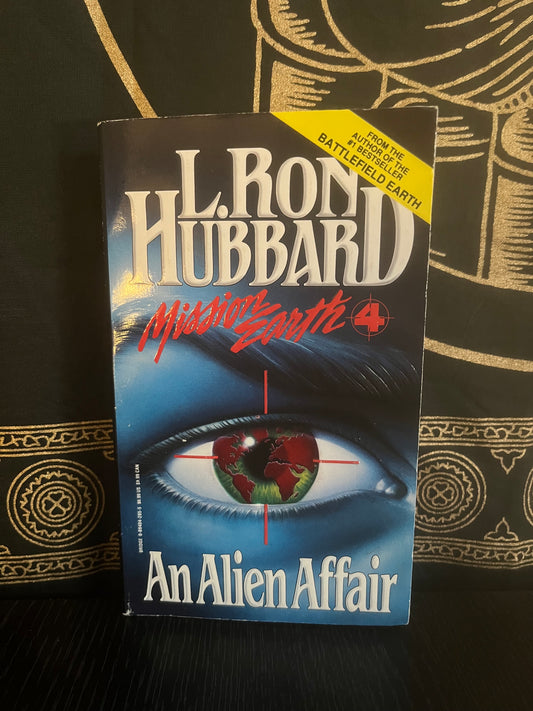 FROM THE
AUTHOR OF THE
#1 BESTSELLER
BATTLEFIELD EARTH
L. RON
HUBBARD
Mission
Earth 4
An Alien Affair